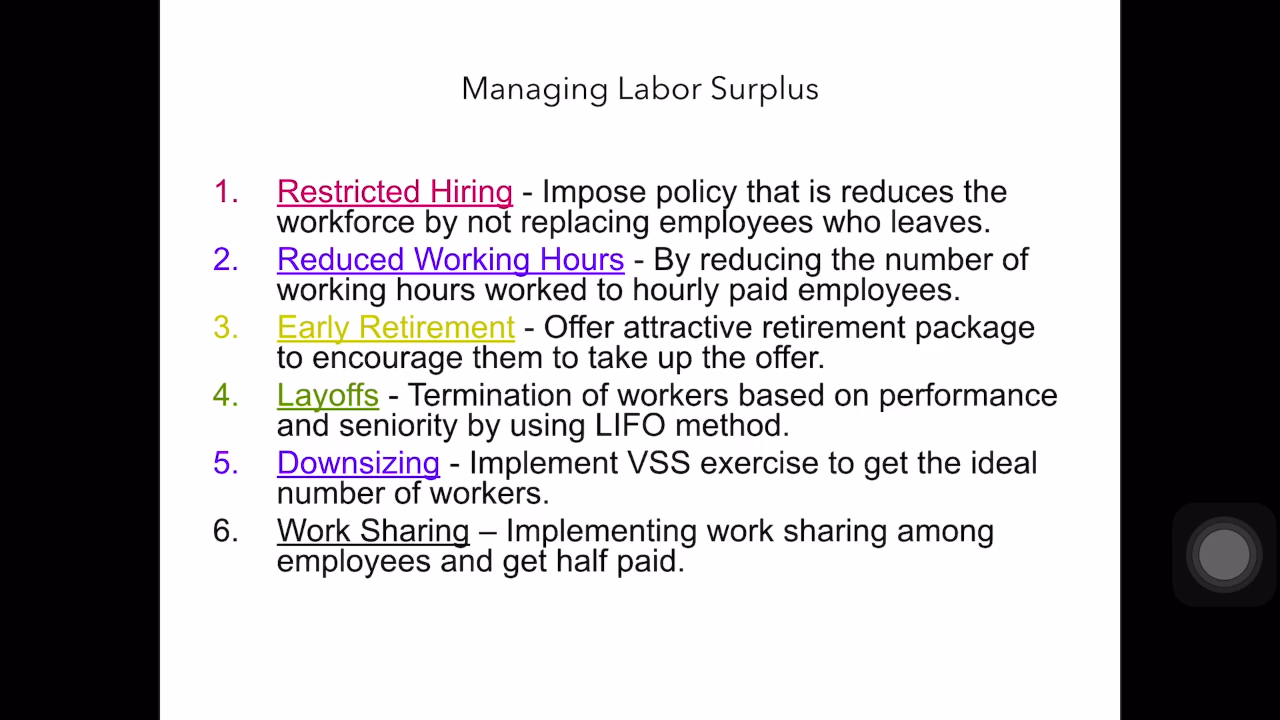 Managing Labor Surplus
1. Restricted Hiring - Impose policy that is reduces the
workforce by not replacing employees who leaves.
2. Reduced Working Hours - By reducing the number of
working hours worked to hourly paid employees.
3. Early Retirement - Offer attractive retirement package
to encourage them to take up the offer.
4. Layoffs - Termination of workers based on performance
and seniority by using LIFO method.
5. Downsizing - Implement VSS exercise to get the ideal
number of workers.
6. Work Sharing – Implementing work sharing among
employees and get half paid.